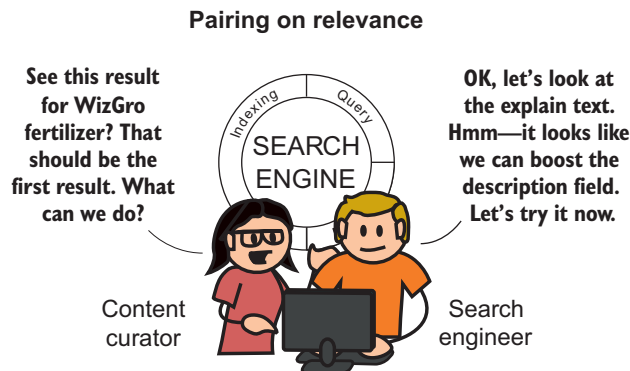 Pairing on relevance
See this result
for WizGro
fertilizer? That
should be the
first result. What
can we do?
Indexing
Query
SEARCH
ENGINE
OK, let’s look at
the explain text.
Hmm—it looks like
we can boost the
description field.
Let’s try it now.
Content
curator
Search
engineer